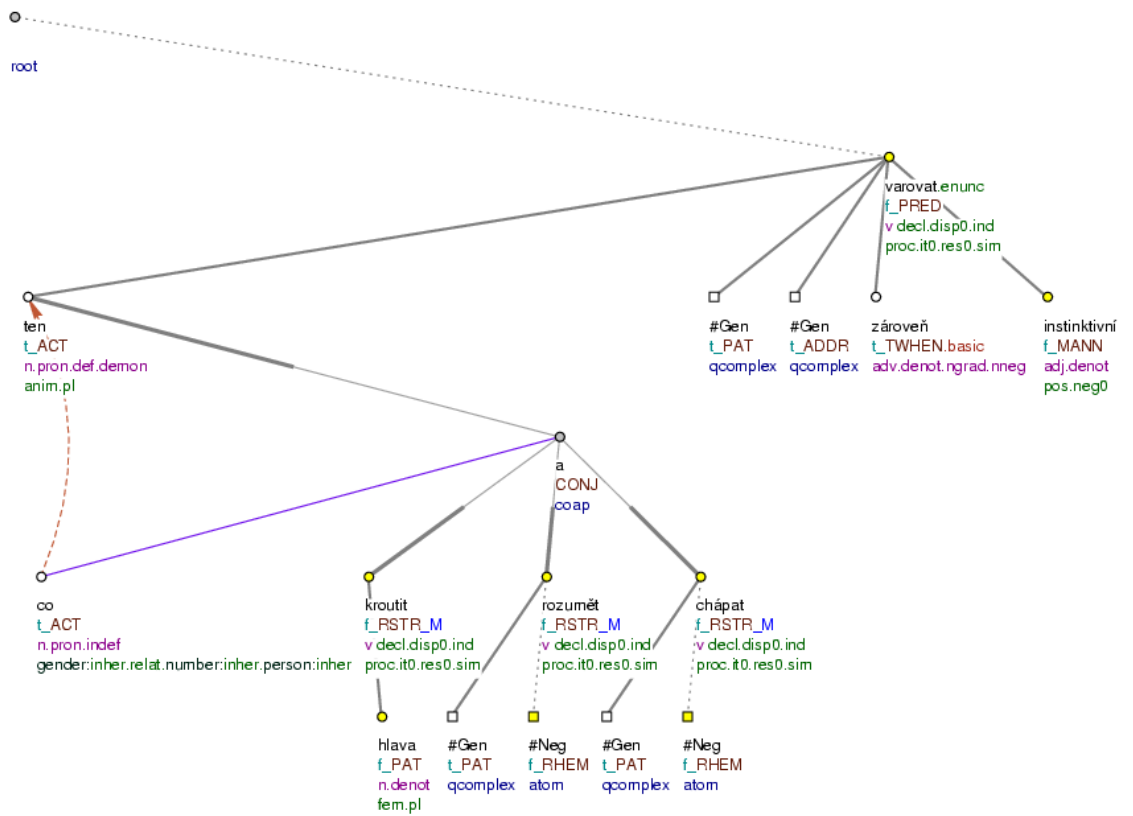 root
varovat.enunc
f_PRED
v decl.disp0.ind
proc.it0.res0.sim
ten
t_ACT
n.pron.def.demon
anim.pl
#Gen
t_PAT
qcomplex
#Gen
t_ADDR
qcomplex
zároveň
t_TWHEN.basic
adv.denot.ngrad.nneg
instinktivní
f_MANN
adj.denot
pos.neg0
a
CONJ
coap
co
t_ACT
n.pron.indef
gender:inher.relat.number:inher.person:inher
kroutit
f_RSTR_M
v decl.disp0.ind
proc.it0.res0.sim
rozumět
f_RSTR_M
v decl.disp0.ind
proc.it0.res0.sim
chápat
f_RSTR_M
v decl.disp0.ind
proc.it0.res0.sim
hlava
f_PAT
n.denot
fem.pl
#Gen
t_PAT
qcomplex
#Neg
f_RHEM
atom
#Gen
t_PAT
qcomplex
#Neg
f_RHEM
atom